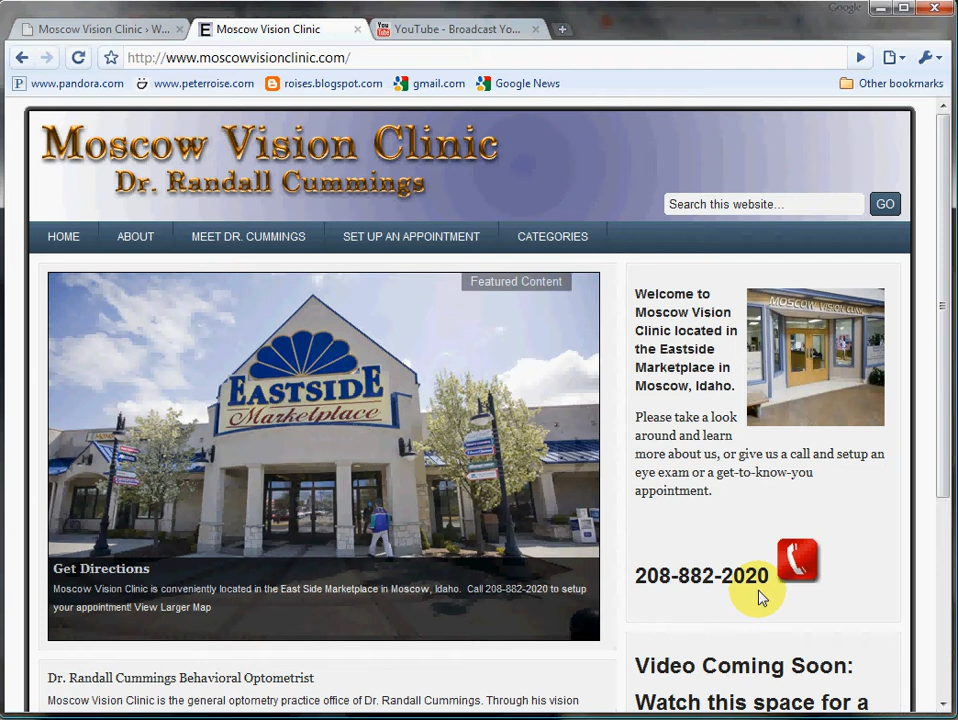 Google
Moscow Vision Clinic › W...
Moscow Vision Clinic
YouTube - Broadcast Yo...
http://www.moscowvisionclinic.com/
www.pandora.com
www.peterroise.com
roises.blogspot.com
gmail.com
Google News
Other bookmarks
Moscow Vision Clinic
Dr. Randall Cummings
Search this website...
GO
HOME
ABOUT
MEET DR. CUMMINGS
SET UP AN APPOINTMENT
CATEGORIES
Featured Content
EASTSIDE
Marketplace
Get Directions
Moscow Vision Clinic is conveniently located in the East Side Marketplace in Moscow, Idaho. Call 208-882-2020 to setup
your appointment! View Larger Map
Dr. Randall Cummings Behavioral Optometrist
Moscow Vision Clinic is the general optometry practice office of Dr. Randall Cummings. Through his vision
Welcome to
Moscow Vision
Clinic located in
the Eastside
Marketplace in
Moscow, Idaho.
MOSCOW VISION CLINIC
Please take a look
around and learn
more about us, or give us a call and setup an
eye exam or a get-to-know-you
appointment.
208-882-2020
Video Coming Soon:
Watch this space for a